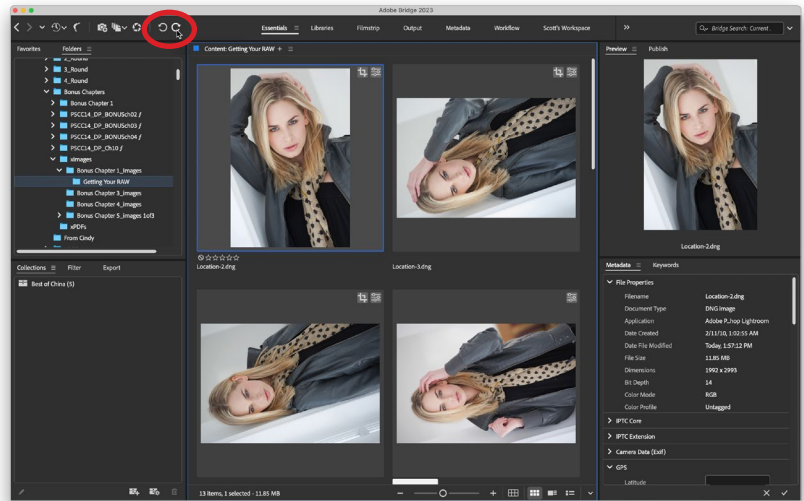 Adobe Bridge 2023
Essentials Libraries Filmstrip Output Metadata Workflow Scott's Workspace >> Bridge Search: Current
Favorites Folders
3_Round
4_Round
Bonus Chapters
Bonus Chapter 1
PSCC14_DP_BONUSch02 ƒ
PSCC14_DP_BONUSch03 ƒ
PSCC14_DP_BONUSch04 ƒ
PSCC14_DP_Ch10 ƒ
ximages
Bonus Chapter 1_Images
Getting Your RAW
Bonus Chapter 3_images
Bonus Chapter 4_images
Bonus Chapter 5_images 1of3
xPDFs
From Cindy
Collections Filter Export
Best of China (5)
Content: Getting Your RAW +
Location-2.dng
Location-3.dng
13 items, 1 selected - 11.85 MB
Preview Publish
Location-2.dng
Metadata Keywords
File Properties
Filename Location-2.dng
Document Type DNG image
Application Adobe P...hop Lightroom
Date Created 2/11/10, 1:02:55 AM
Date File Modified Today, 1:57:12 PM
File Size 11.85 MB
Dimensions 1992 x 2993
Bit Depth 14
Color Mode RGB
Color Profile Untagged
IPTC Core
IPTC Extension
Camera Data (Exif)
GPS
Latitude